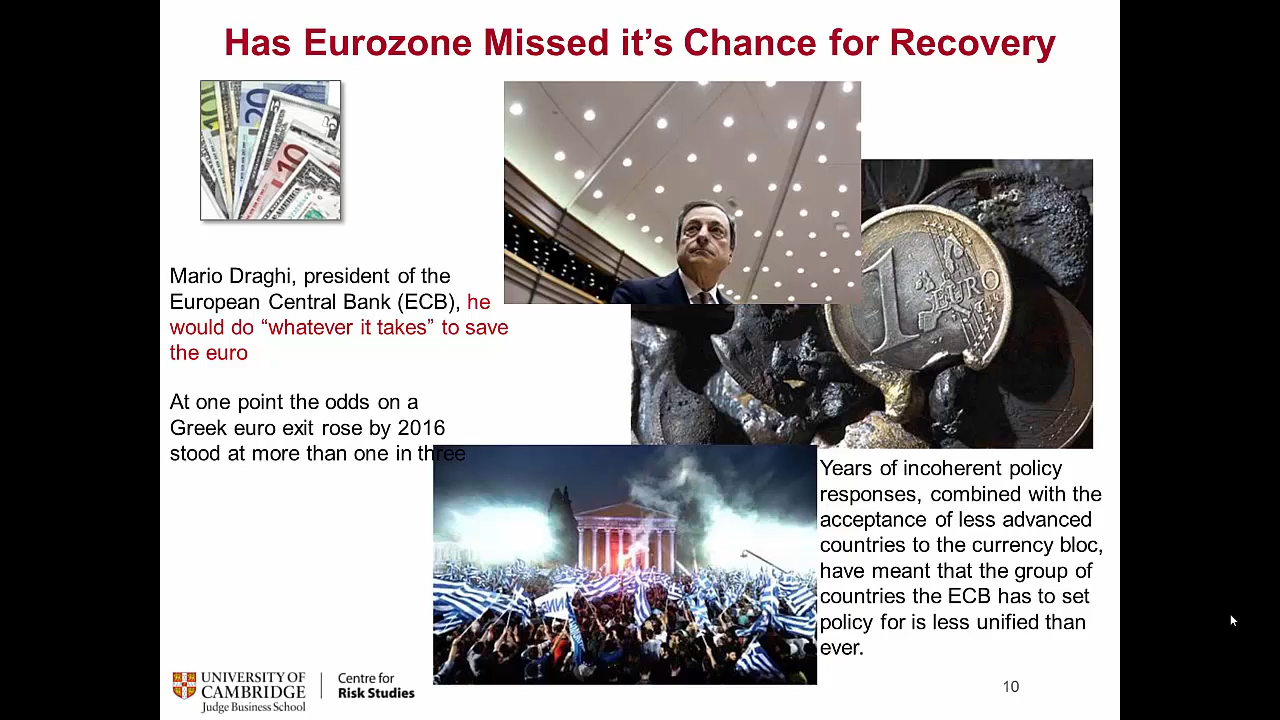 Has Eurozone Missed it's Chance for Recovery
Mario Draghi, president of the
European Central Bank (ECB), he
would do “whatever it takes” to save
the euro
At one point the odds on a
Greek euro exit rose by 2016
stood at more than one in three
1 EURO
Years of incoherent policy
responses, combined with the
acceptance of less advanced
countries to the currency bloc,
have meant that the group of
countries the ECB has to set
policy for is less unified than
ever.
UNIVERSITY OF
CAMBRIDGE
Judge Business School
Centre for
Risk Studies
10